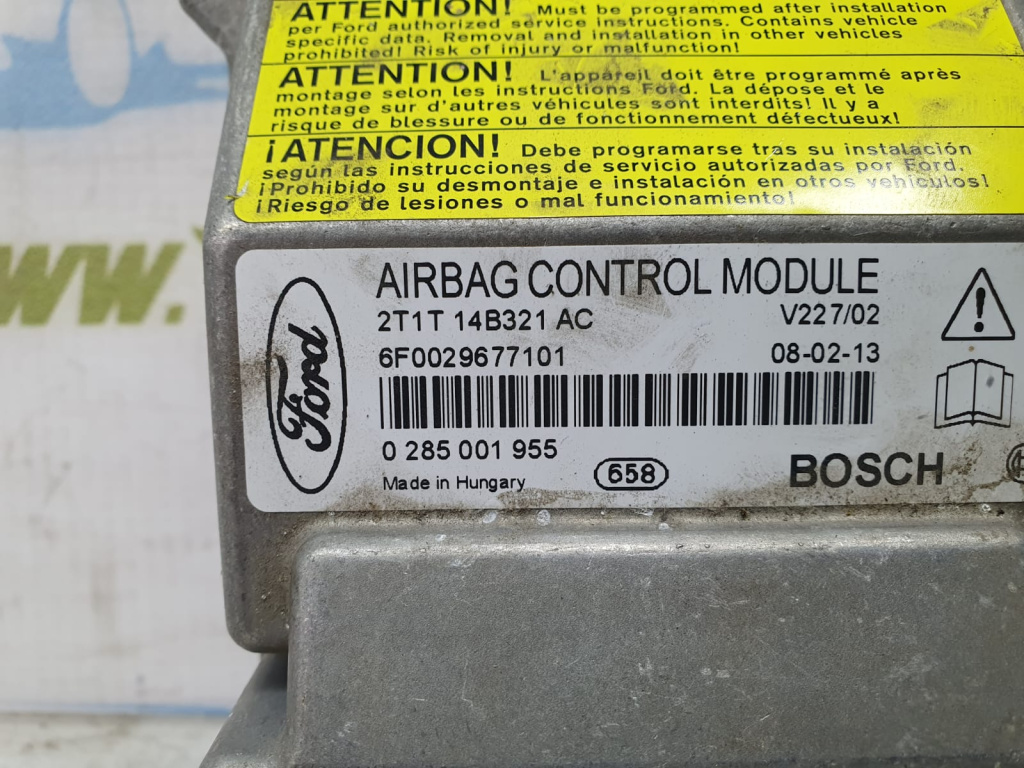 ATTENTION! Must be programmed after installation
per Ford authorized service instructions. Contains vehicle
specific data. Removal and installation in other vehicles
prohibited! Risk of injury or malfunction!
ATTENTION! L'appareil doit être programmé après
montage selon les instructions Ford. La dépose et le
montage sur d'autres véhicules sont interdits! Il y a
risque de blessure ou de fonctionnement défectueux!
¡ATENCION! Debe programarse tras su instalación
según las instrucciones de servicio autorizadas por Ford.
¡Prohibido su desmontaje e instalación en otros vehículos!
¡Riesgo de lesiones o mal funcionamiento!
WW.
Ford
AIRBAG CONTROL MODULE
2T1T 14B321 AC V227/02
6F0029677101 08-02-13
0 285 001 955
Made in Hungary 658 BOSCH